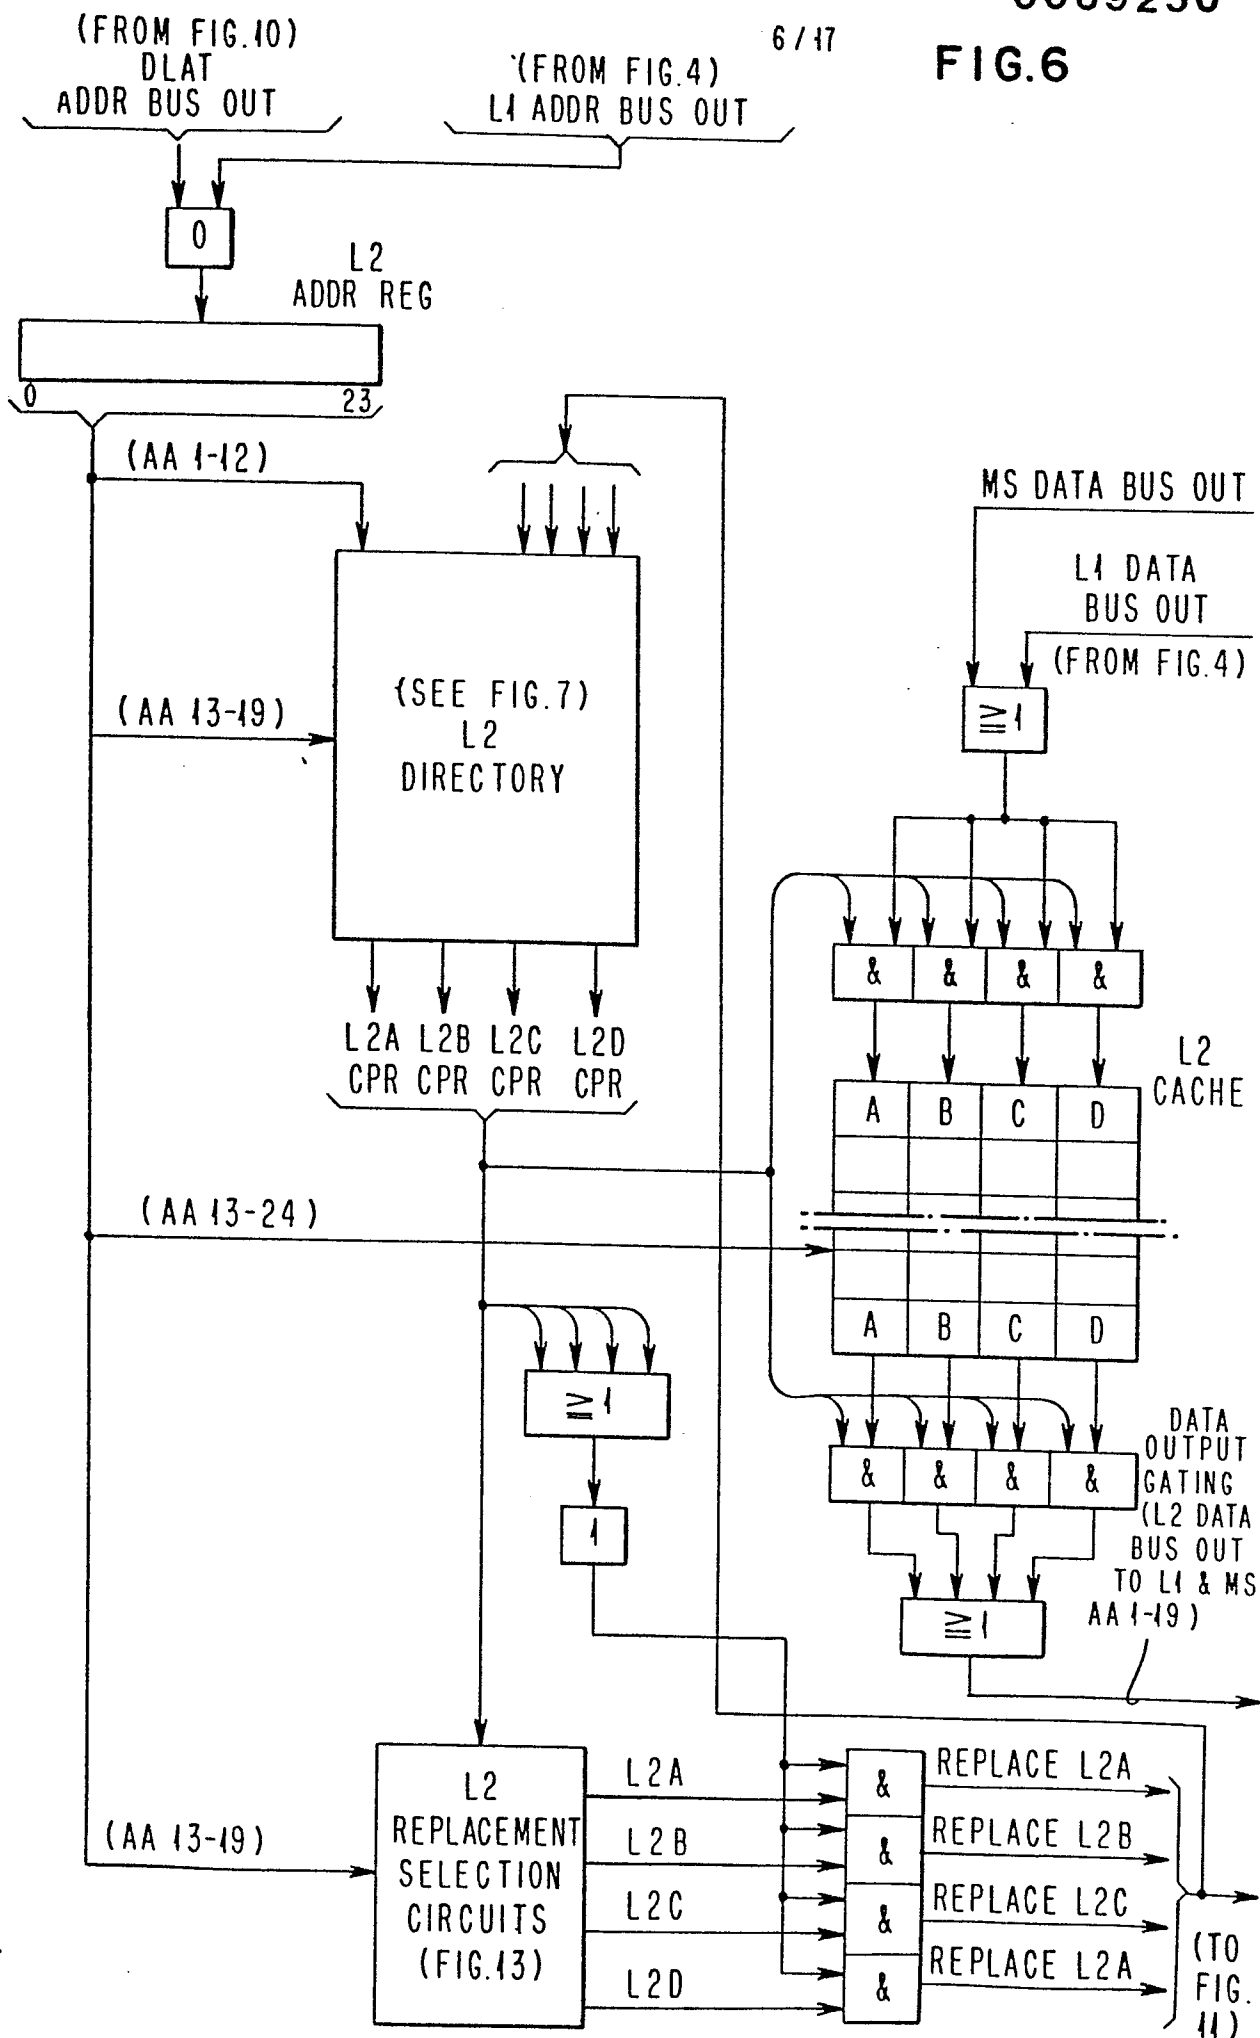 6/17
FIG.6
(FROM FIG.10)
DLAT
ADDR BUS OUT
(FROM FIG.4)
L1 ADDR BUS OUT
0
L2
ADDR REG
0
23
(AA 1-12)
(AA 13-19)
(SEE FIG.7)
L2
DIRECTORY
MS DATA BUS OUT
L1 DATA
BUS OUT
(FROM FIG.4)
≧1
& & & &
L2A L2B L2C L2D
CPR CPR CPR CPR
L2
CACHE
A B C D
(AA 13-24)
A B C D
≧1
1
& & & &
DATA
OUTPUT
GATING
(L2 DATA
BUS OUT
TO L1 & MS
AA 1-19)
≧1
(AA 13-19)
L2
REPLACEMENT
SELECTION
CIRCUITS
(FIG.13)
L2A
L2B
L2C
L2D
&
&
&
&
REPLACE L2A
REPLACE L2B
REPLACE L2C
REPLACE L2A
(TO
FIG.
11)